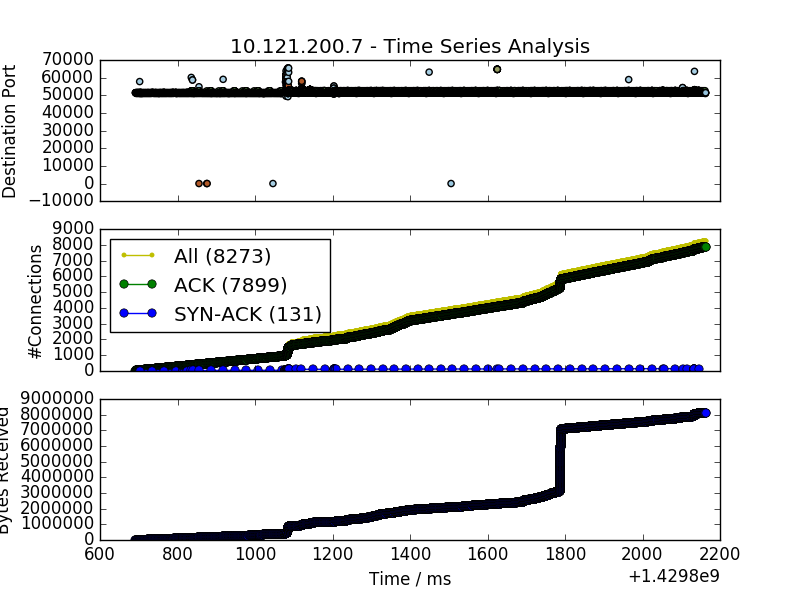 10.121.200.7 - Time Series Analysis
Destination Port
70000
60000
50000
40000
30000
20000
10000
0
−10000
#Connections
9000
8000
7000
6000
5000
4000
3000
2000
1000
0
All (8273)
ACK (7899)
SYN-ACK (131)
Bytes Received
9000000
8000000
7000000
6000000
5000000
4000000
3000000
2000000
1000000
0
600 800 1000 1200 1400 1600 1800 2000 2200
Time / ms
+1.4298e9